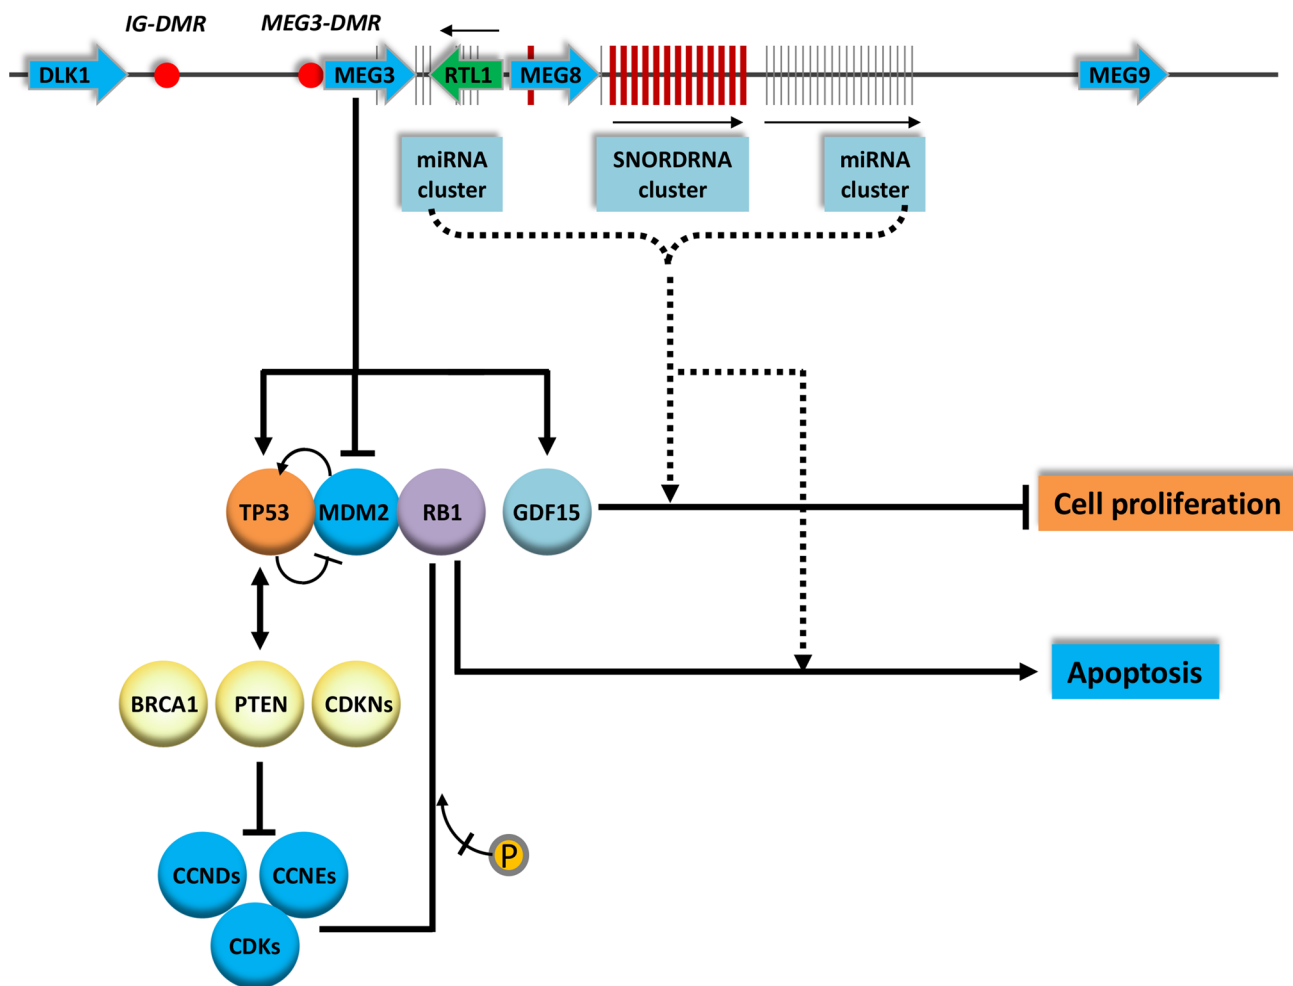 IG-DMR
MEG3-DMR
DLK1
MEG3
RTL1
MEG8
MEG9
miRNA
cluster
SNORDRNA
cluster
miRNA
cluster
TP53
MDM2
RB1
GDF15
Cell proliferation
Apoptosis
BRCA1
PTEN
CDKNs
P
CCNDs
CCNEs
CDKs